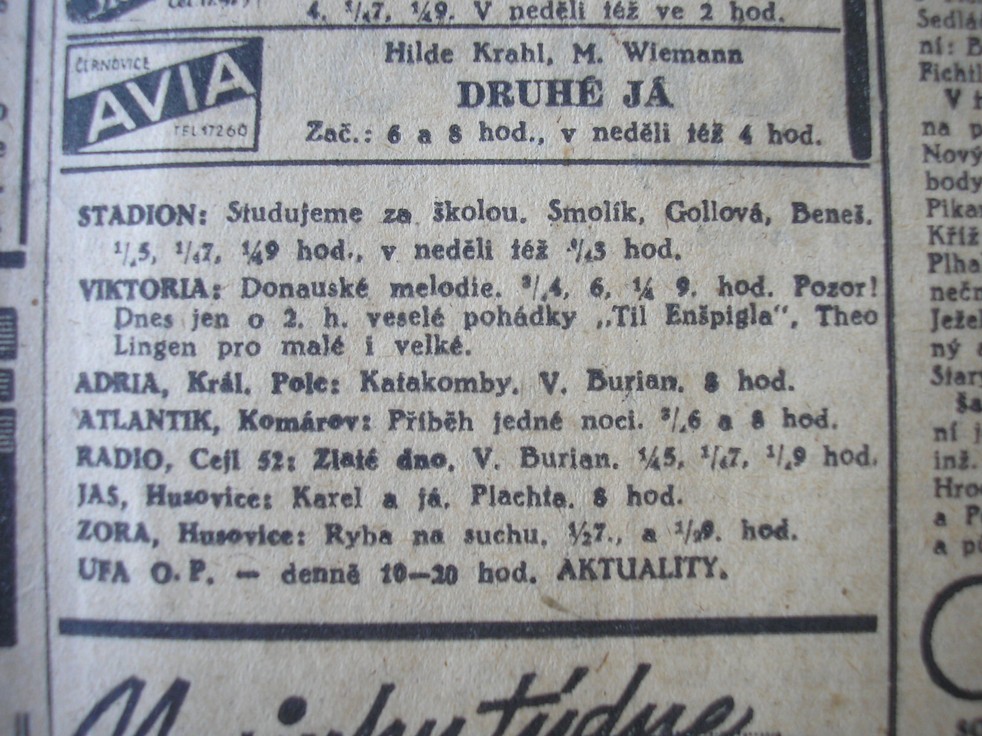 4, ¼7, ¼9. V neděli též ve 2 hod.
ČERNOVICE
AVIA
TEL 17260
Hilde Krahl, M. Wiemann
DRUHÉ JÁ
Zač.: 6 a 8 hod., v neděli též 4 hod.
STADION: Studujeme za školou. Smolík, Gollová, Beneš.
¼5, ¼7, ¼9 hod., v neděli též ¼3 hod.
VIKTORIA: Donauské melodie. ¾4, 6, ¼ 9. hod. Pozor!
Dnes jen o 2. h. veselé pohádky „Til Enšpigla“, Theo
Lingen pro malé i velké.
ADRIA, Král. Pole: Katakomby. V. Burian. 8 hod.
ATLANTIK, Komárov: Příběh jedné noci. ¾6 a 8 hod.
RADIO, Cejl 52: Zlaté dno. V. Burian. ¼5, ¼7, ¼9 hod.
JAS, Husovice: Karel a já. Plachta. 8 hod.
ZORA, Husovice: Ryba na suchu. ½7., a ½9. hod.
UFA O. P. — denně 10—20 hod. AKTUALITY.
týdne
Sedlá
ní: B
Fichtl
V t
na p
Nový
body
Pikar
Kříž
Plha
nečn
Ježel
ný a
Star
ša
ní j
inž.
Hro
a P
a p